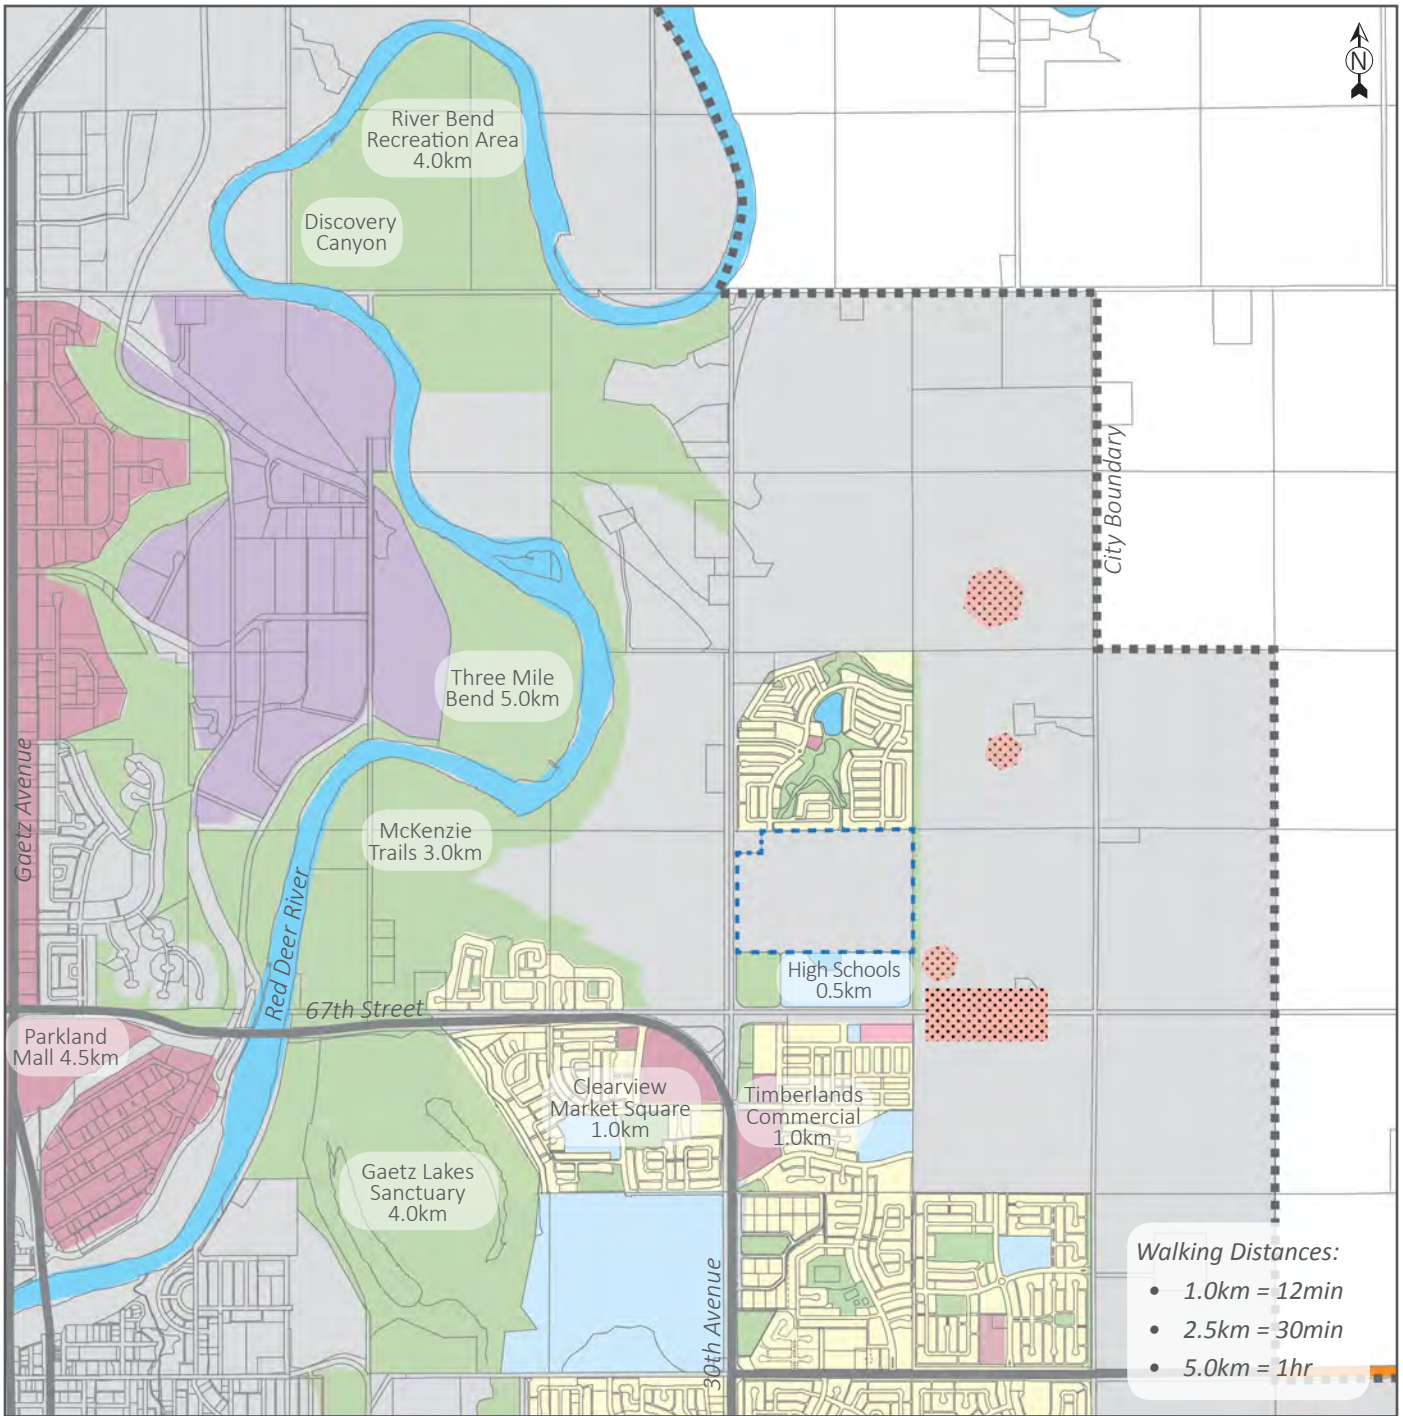 N
River Bend
Recreation Area
4.0km
Discovery
Canyon
City Boundary
Three Mile
Bend 5.0km
Gaetz Avenue
McKenzie
Trails 3.0km
Red Deer River
High Schools
0.5km
67th Street
Parkland
Mall 4.5km
Clearview
Market Square
1.0km
Timberlands
Commercial
1.0km
Gaetz Lakes
Sanctuary
4.0km
30th Avenue
Walking Distances:
• 1.0km = 12min
• 2.5km = 30min
• 5.0km = 1hr